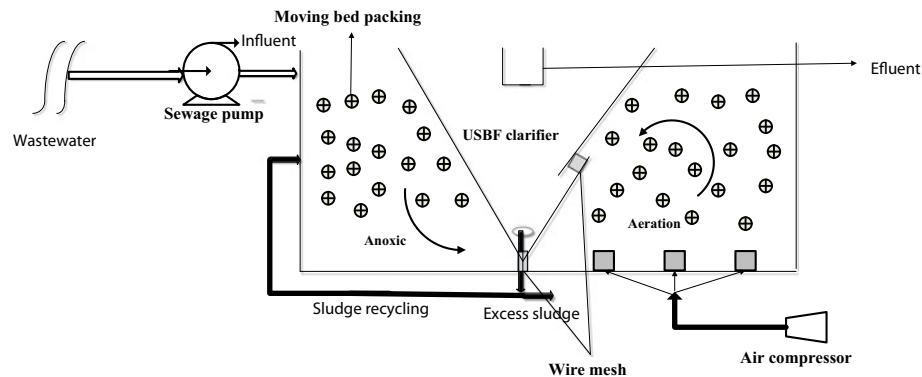 Moving bed packing
Influent
Efluent
Sewage pump
Wastewater
USBF clarifier
Anoxic
Aeration
Sludge recycling
Excess sludge
Air compressor
Wire mesh